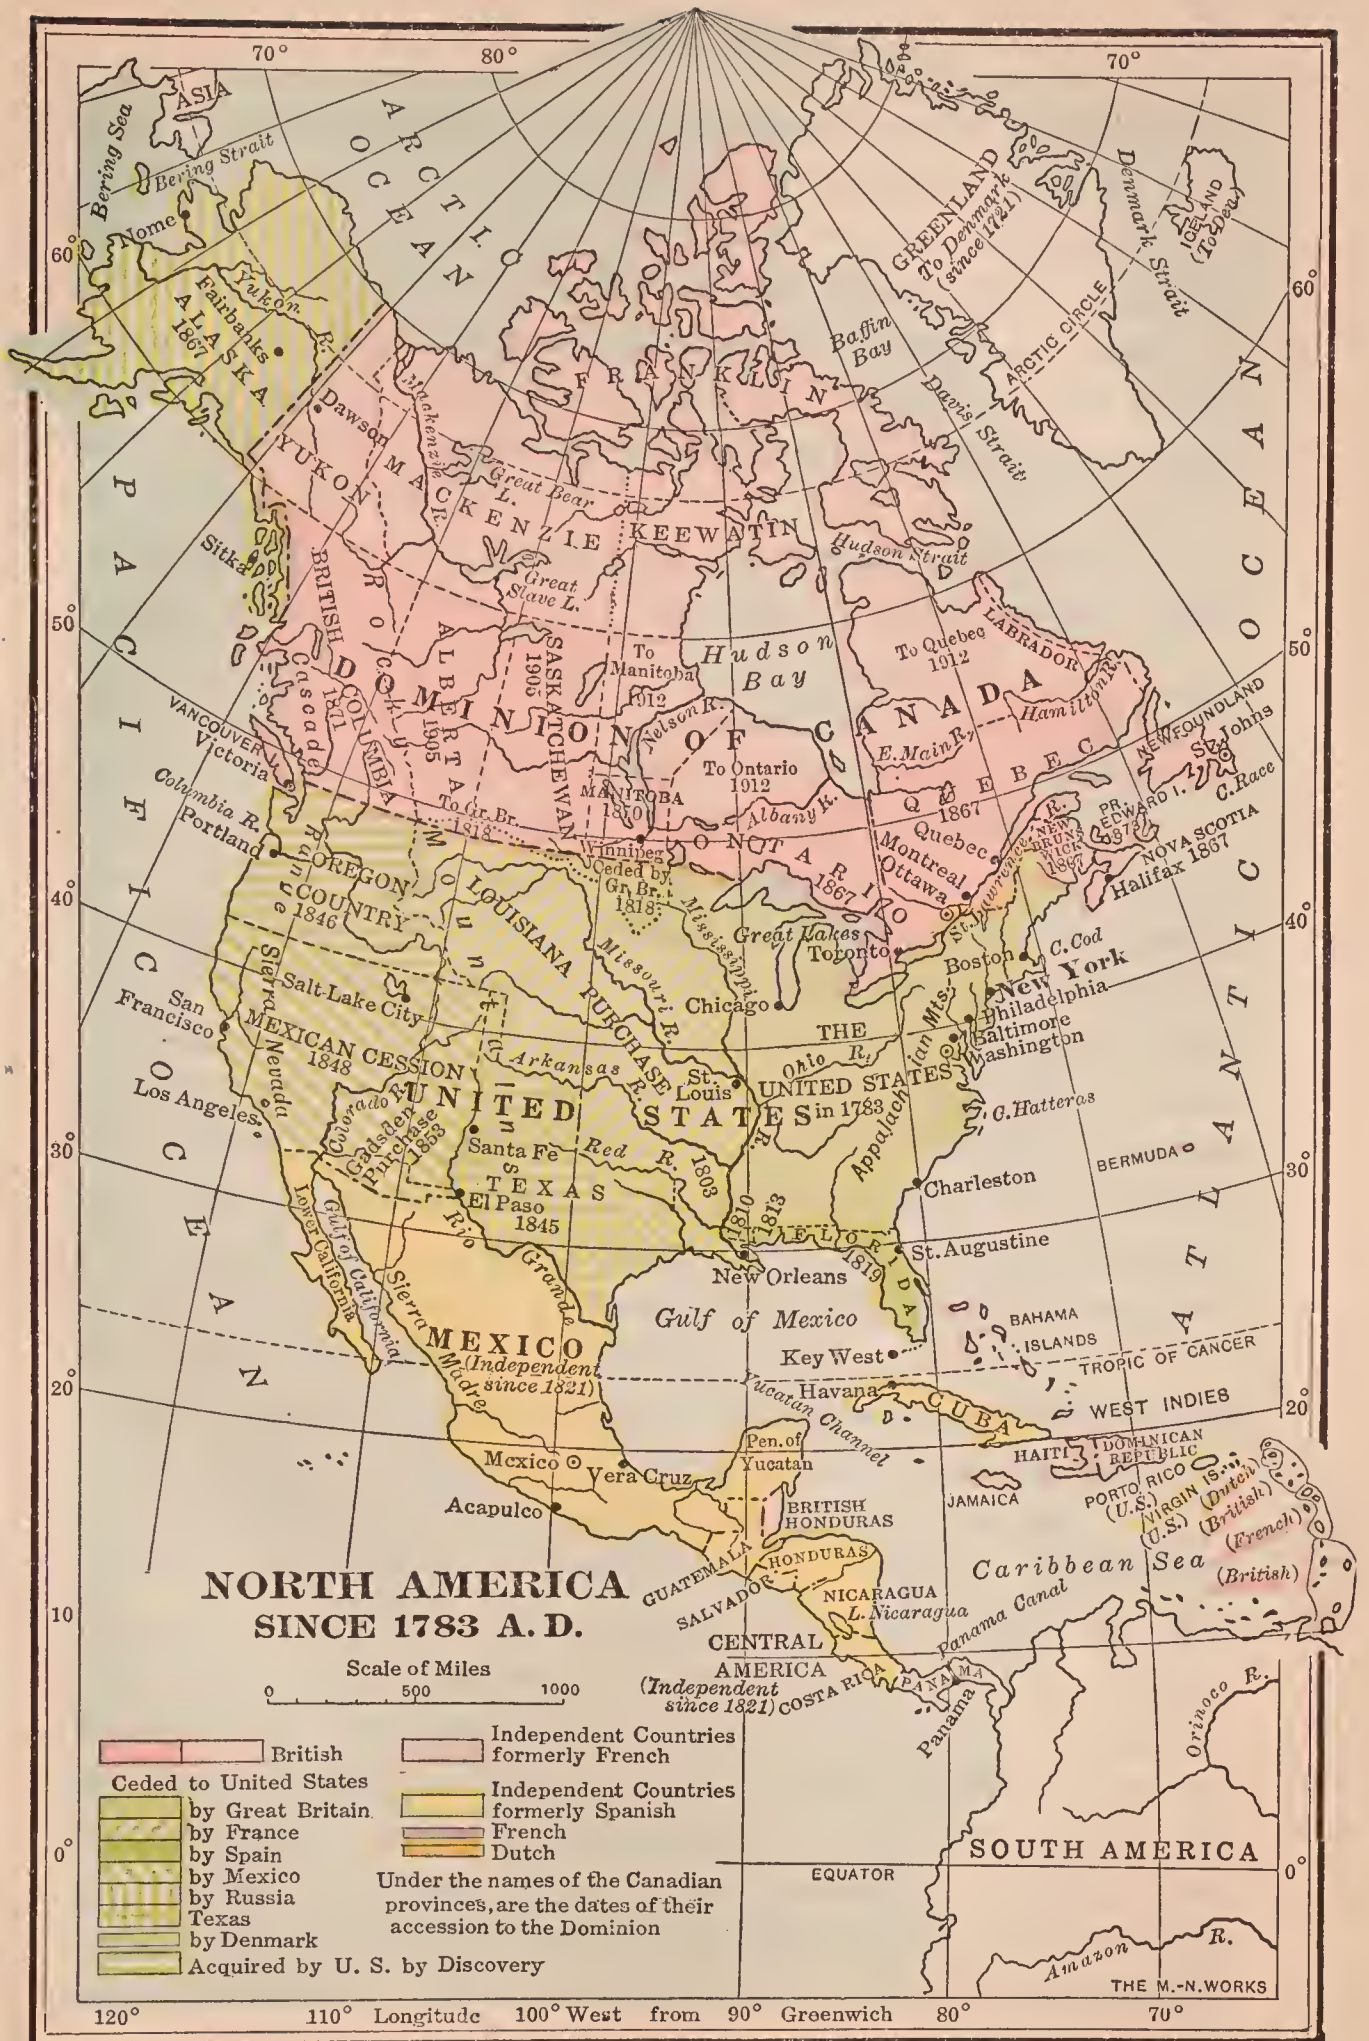 70°
80°
70°
ASIA
Bering Sea
Bering Strait
ARCTIC
OCEAN
Nome
60°
Yukon
R.
Fairbanks
ALASKA
1867
GREENLAND
To Denmark
(since 1721)
Denmark Strait
ICELAND
(To Den.)
60°
ARCTIC CIRCLE
Baffin
Bay
Davis Strait
FRANKLIN
Dawson
YUKON
Mackenzie
R.
MACKENZIE
Great Bear
L.
KEEWATIN
Hudson Strait
Sitka
Great
Slave L.
PACIFIC OCEAN
ATLANTIC OCEAN
50°
50°
BRITISH
COLUMBIA
1871
Rocky
Mountains
Cascade
Range
ALBERTA
1905
SASKATCHEWAN
1905
To
Manitoba
1912
Hudson
Bay
To Quebec
1912
LABRADOR
Hamilton R.
DOMINION OF CANADA
Nelson R.
E. Main R.
To Ontario
1912
Albany R.
QUEBEC
1867
MANITOBA
1870
To Gr. Br.
1818
Winnipeg
ONTARIO
1867
VANCOUVER
Victoria
Columbia R.
Portland
NEWFOUNDLAND
St. Johns
C. Race
PR.
EDWARD I.
1873
NOVA SCOTIA
Halifax 1867
NEW
BRUNS
WICK
1867
Quebec
Montreal
Ottawa
St. Lawrence
R.
40°
40°
OREGON
COUNTRY
1846
LOUISIANA PURCHASE
1803
Ceded by
Gr. Br.
1818
Mississippi
R.
Missouri R.
Great Lakes
Toronto
Boston
C. Cod
New York
Philadelphia
Baltimore
Washington
Chicago
Sierra Nevada
Salt Lake City
San
Francisco
MEXICAN CESSION
1848
Los Angeles
Colorado R.
Gadsden
Purchase
1853
Arkansas
R.
St.
Louis
THE
UNITED STATES
in 1783
Ohio R.
Appalachian Mts.
UNITED STATES
C. Hatteras
BERMUDA
30°
30°
Santa Fe
Red R.
TEXAS
1845
El Paso
Charleston
1810
1813
FLORIDA
1819
St. Augustine
New Orleans
Lower California
Gulf of California
Rio
Grande
Sierra
Madre
MEXICO
(Independent
since 1821)
Gulf of Mexico
Key West
BAHAMA
ISLANDS
TROPIC OF CANCER
20°
20°
Havana
CUBA
WEST INDIES
Yucatan Channel
Pen. of
Yucatan
HAITI
DOMINICAN
REPUBLIC
Mexico
Vera Cruz
Acapulco
JAMAICA
PORTO RICO
(U.S.)
VIRGIN IS.
(U.S.)
(Dutch)
(British)
(French)
(British)
BRITISH
HONDURAS
GUATEMALA
HONDURAS
SALVADOR
NICARAGUA
L. Nicaragua
Caribbean Sea
Panama Canal
10
CENTRAL
AMERICA
(Independent
since 1821)
COSTA RICA
PANAMA
Panama
Orinoco R.
NORTH AMERICA
SINCE 1783 A.D.
Scale of Miles
0 500 1000
British
Independent Countries
formerly French
Ceded to United States
by Great Britain
by France
by Spain
by Mexico
by Russia
Texas
by Denmark
Acquired by U. S. by Discovery
Independent Countries
formerly Spanish
French
Dutch
Under the names of the Canadian
provinces, are the dates of their
accession to the Dominion
0°
EQUATOR
SOUTH AMERICA
0°
Amazon R.
THE M.-N. WORKS
120° 110° Longitude 100° West from 90° Greenwich 80° 70°